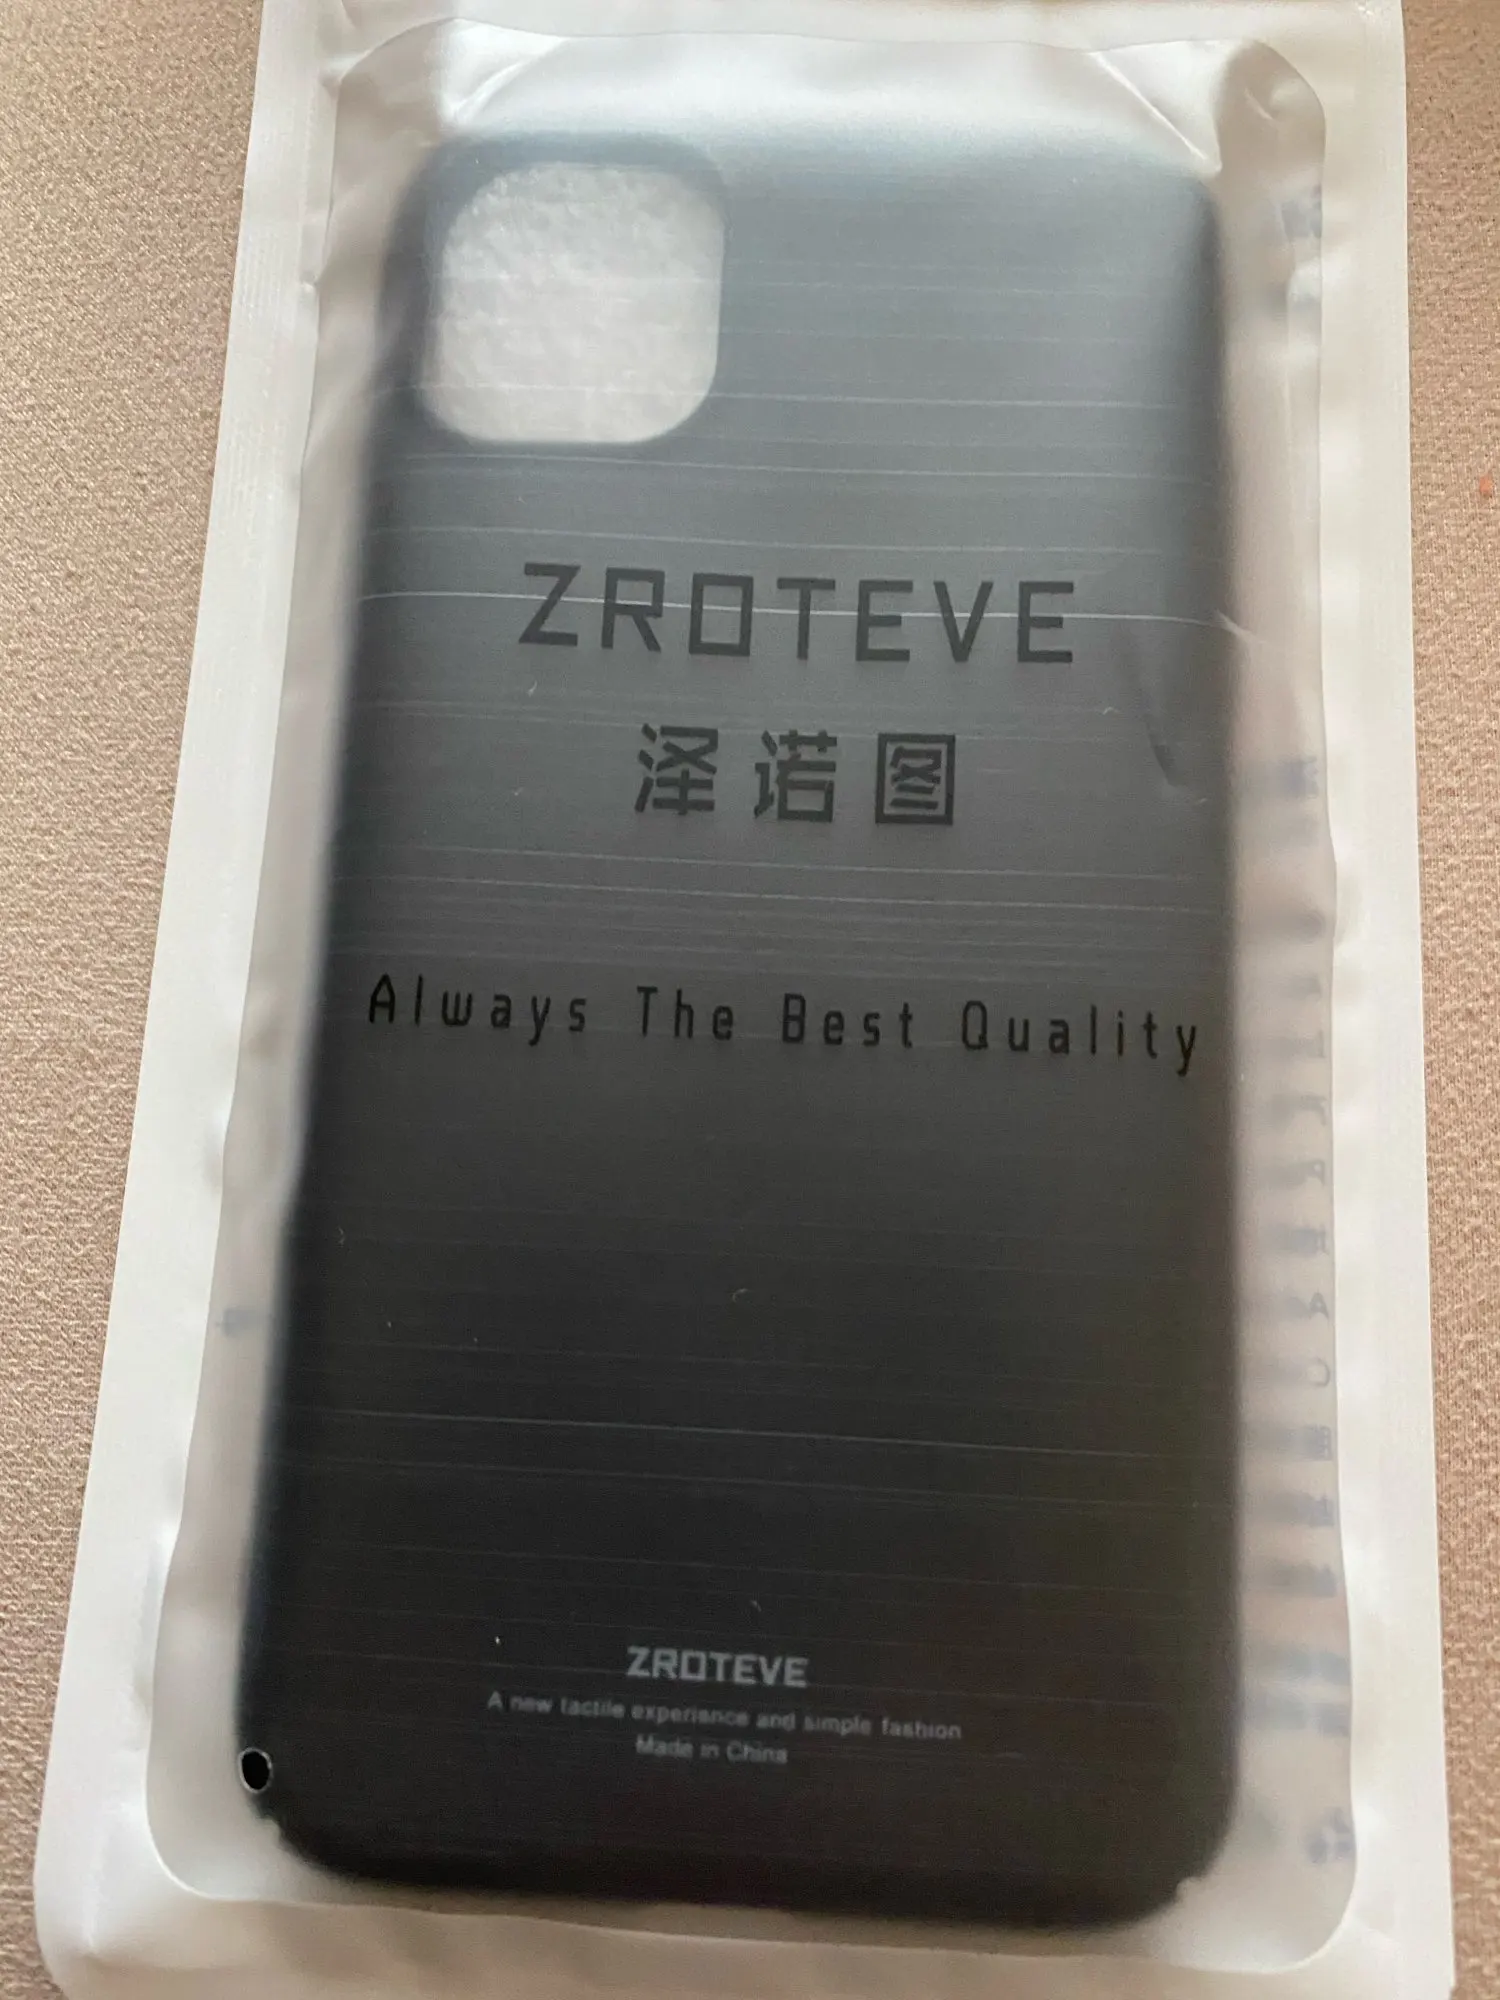 ZROTEVE
泽诺图
Always The Best Quality
ZROTEVE
A new tactile experience and simple fashion
Made in China